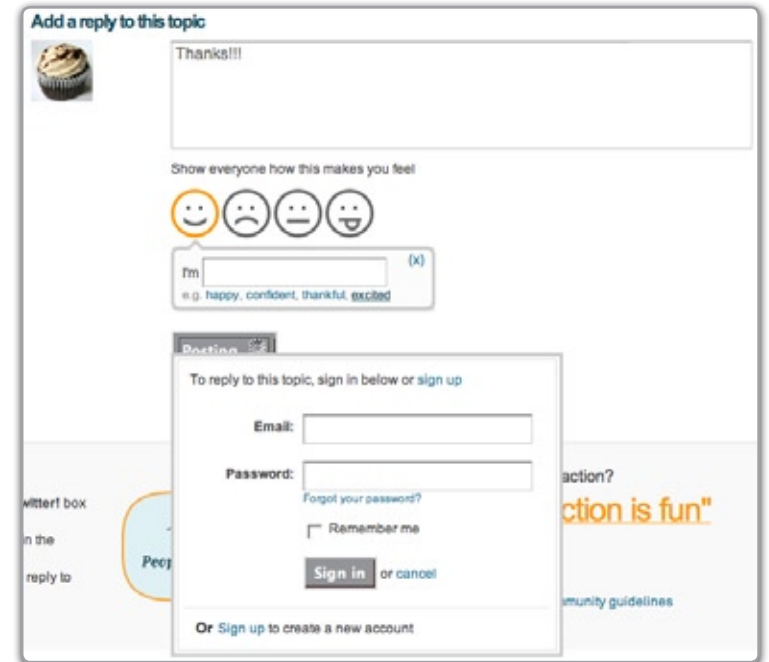 Add a reply to this topic
Thanks!!!
Show everyone how this makes you feel
I'm
(x)
e.g. happy, confident, thankful, excited
Posting
To reply to this topic, sign in below or sign up
Email:
Password:
Forgot your password?
Remember me
Sign in or cancel
Or Sign up to create a new account
box
in the
reply to
action?
ction is fun"
munity guidelines